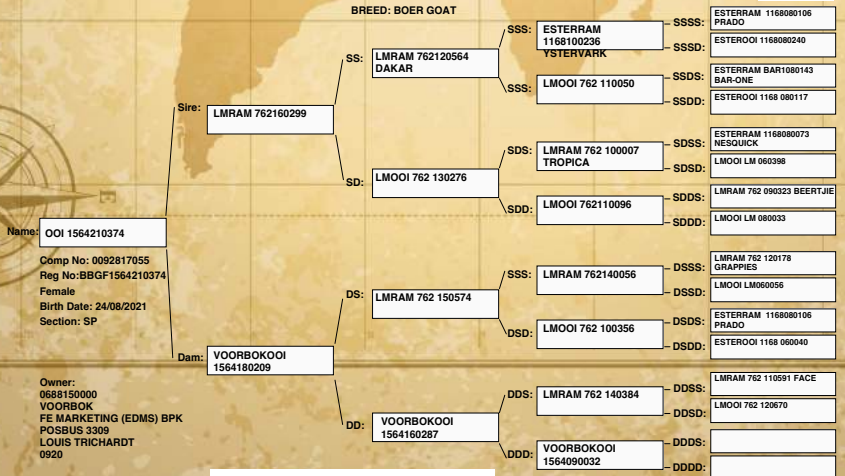 BREED: BOER GOAT
Name:
OOI 1564210374
Comp No: 0092817055
Reg No:BBGF1564210374
Female
Birth Date: 24/08/2021
Section: SP
Owner:
0688150000
VOORBOK
FE MARKETING (EDMS) BPK
POSBUS 3309
LOUIS TRICHARDT
0920
Sire:
LMRAM 762160299
Dam:
VOORBOKOOI
1564180209
SS:
LMRAM 762120564
DAKAR
SD:
LMOOI 762 130276
DS:
LMRAM 762 150574
DD:
VOORBOKOOI
1564160287
SSS:
ESTERRAM
1168100236
YSTERVARK
SSS:
LMOOI 762 110050
SDS:
LMRAM 762 100007
TROPICA
SDD:
LMOOI 762110096
SSS:
LMRAM 762140056
DSD:
LMOOI 762 100356
DDS:
LMRAM 762 140384
DDD:
VOORBOKOOI
1564090032
SSSS:
ESTERRAM 1168080106
PRADO
SSSD:
ESTEROOI 1168080240
SSDS:
ESTERRAM BAR1080143
BAR-ONE
SSDD:
ESTEROOI 1168 080117
SDSS:
ESTERRAM 1168080073
NESQUICK
SDSD:
LMOOI LM 060398
SDDS:
LMRAM 762 090323 BEERTJIE
SDDD:
LMOOI LM 080033
DSSS:
LMRAM 762 120178
GRAPPIES
DSSD:
LMOOI LM060056
DSDS:
ESTERRAM 1168080106
PRADO
DSDD:
ESTEROOI 1168 060040
DDSS:
LMRAM 762 110591 FACE
DDSD:
LMOOI 762 120670
DDDS:
DDDD: